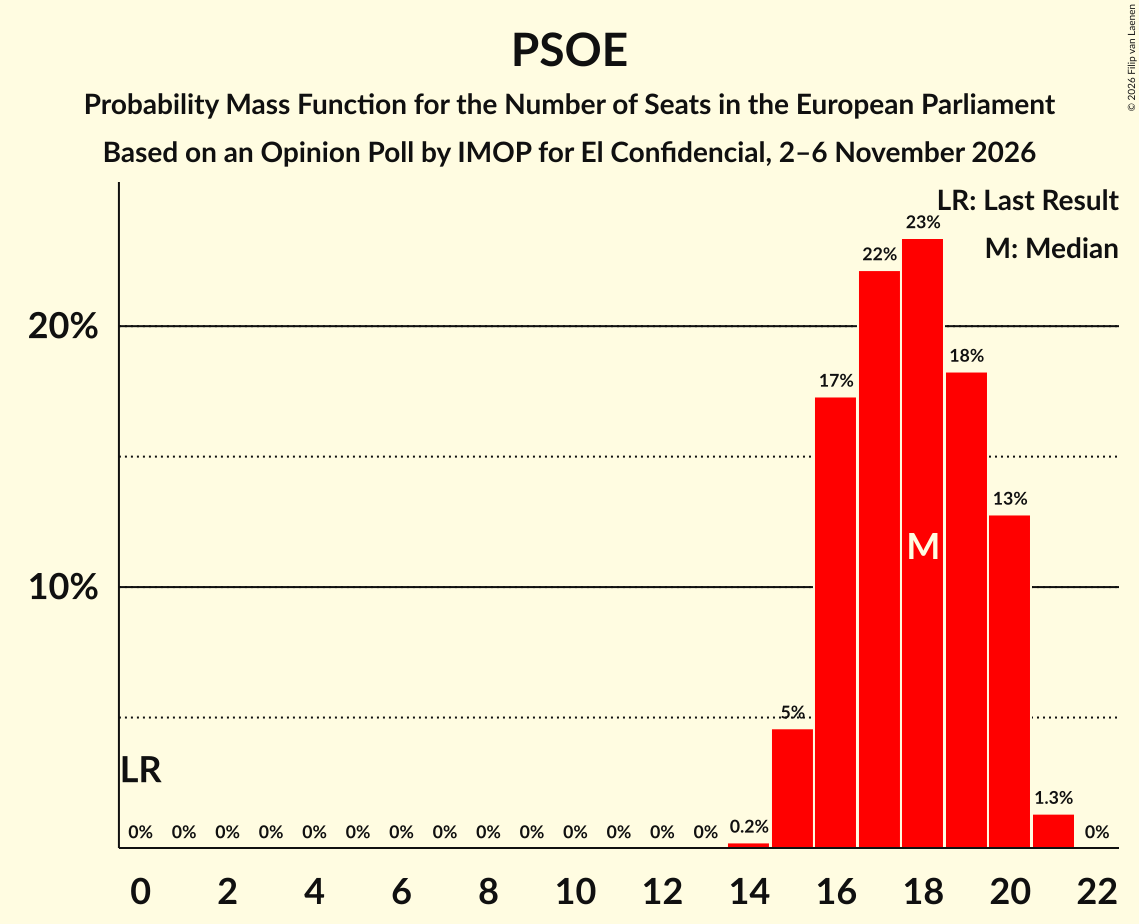 PSOE
Probability Mass Function for the Number of Seats in the European Parliament
Based on an Opinion Poll by IMOP for El Confidencial, 2–6 November 2026
© 2026 Filip van Laenen
LR: Last Result
M: Median
20%
10%
23%
22%
18%
17%
13%
5%
1.3%
0.2%
M
LR
0% 0% 0% 0% 0% 0% 0% 0% 0% 0% 0% 0% 0% 0% 0%
0 2 4 6 8 10 12 14 16 18 20 22